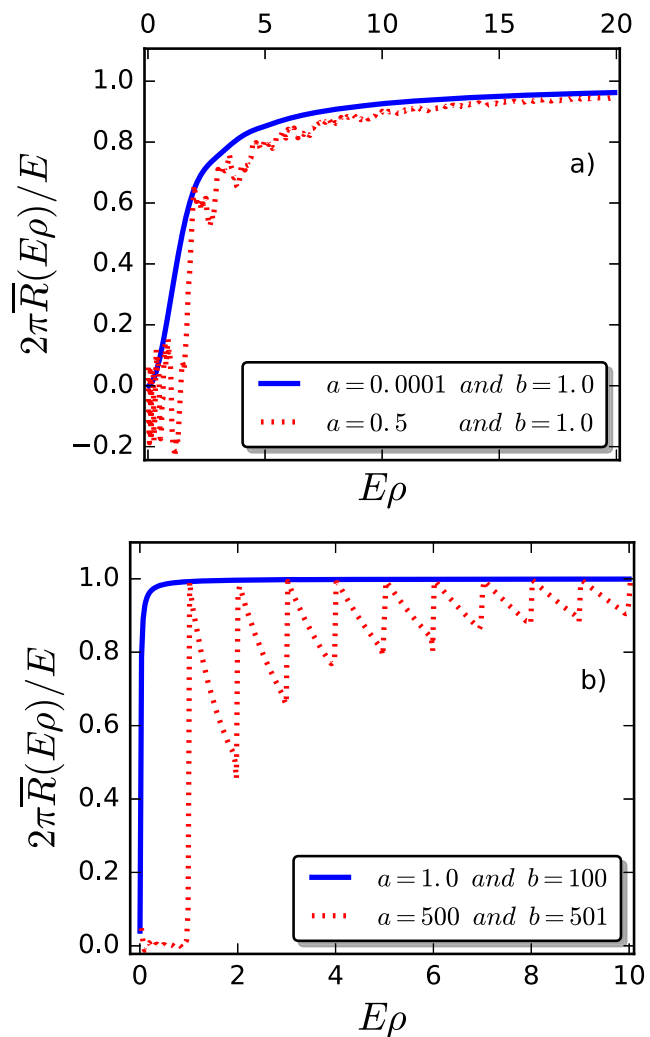 0 5 10 15 20
1.0
0.8
0.6
0.4
0.2
0.0
−0.2
2πR̅(Eρ)/E
a)
a=0.0001 and b=1.0
a=0.5 and b=1.0
Eρ
1.0
0.8
0.6
0.4
0.2
0.0
2πR̅(Eρ)/E
b)
a=1.0 and b=100
a=500 and b=501
0 2 4 6 8 10
Eρ